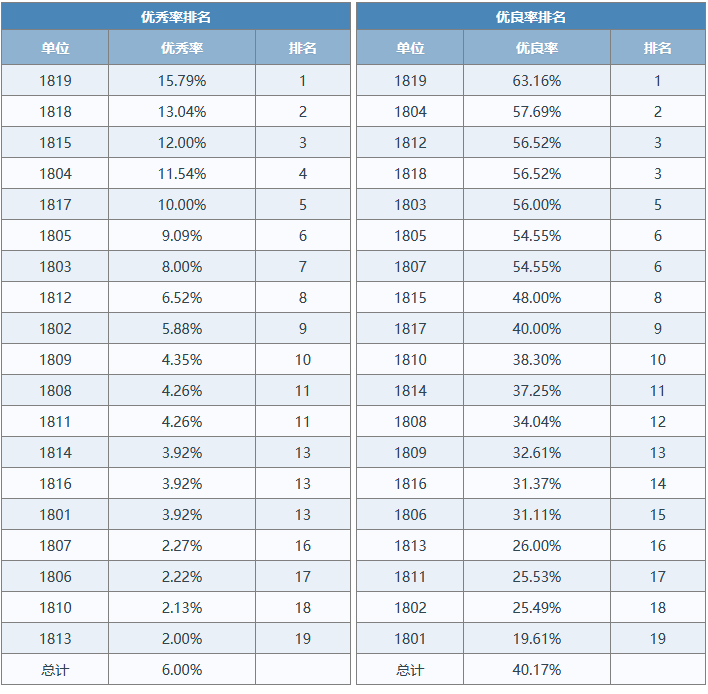 优秀率排名 优良率排名
单位 优秀率 排名 单位 优良率 排名
1819 15.79% 1 1819 63.16% 1
1818 13.04% 2 1804 57.69% 2
1815 12.00% 3 1812 56.52% 3
1804 11.54% 4 1818 56.52% 3
1817 10.00% 5 1803 56.00% 5
1805 9.09% 6 1805 54.55% 6
1803 8.00% 7 1807 54.55% 6
1812 6.52% 8 1815 48.00% 8
1802 5.88% 9 1817 40.00% 9
1809 4.35% 10 1810 38.30% 10
1808 4.26% 11 1814 37.25% 11
1811 4.26% 11 1808 34.04% 12
1814 3.92% 13 1809 32.61% 13
1816 3.92% 13 1816 31.37% 14
1801 3.92% 13 1806 31.11% 15
1807 2.27% 16 1813 26.00% 16
1806 2.22% 17 1811 25.53% 17
1810 2.13% 18 1802 25.49% 18
1813 2.00% 19 1801 19.61% 19
总计 6.00% 总计 40.17%